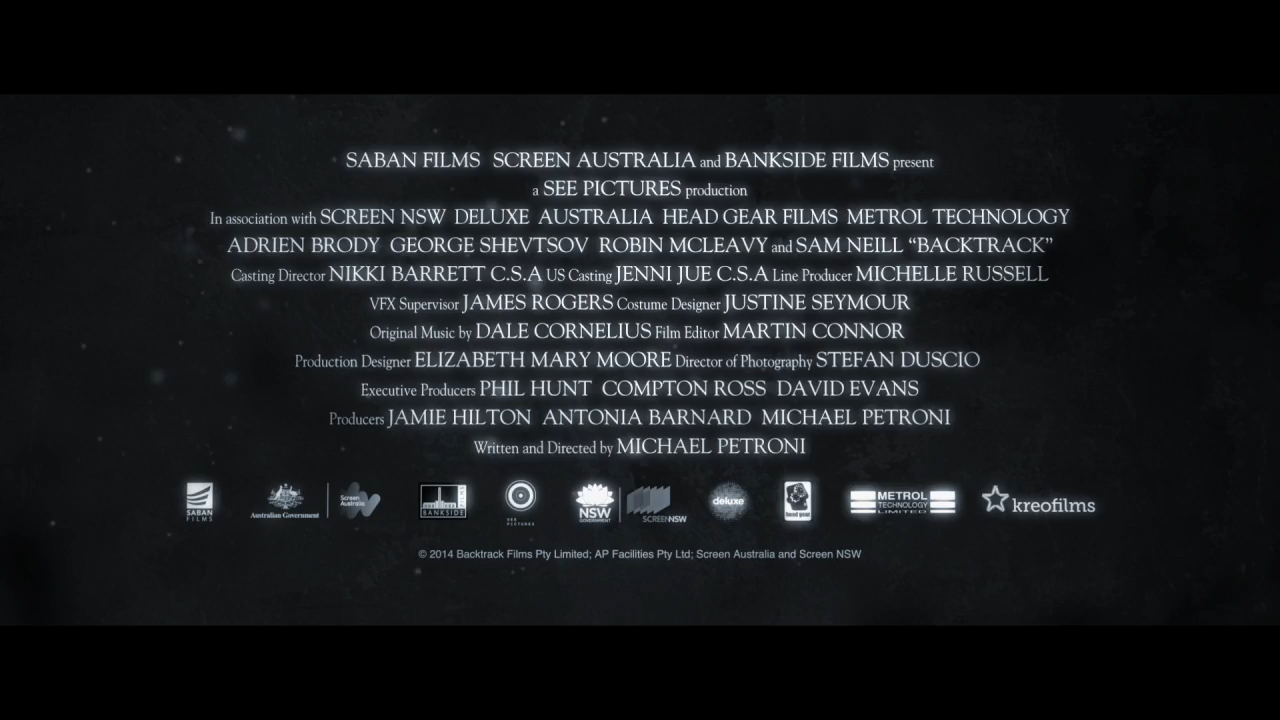 SABAN FILMS SCREEN AUSTRALIA and BANKSIDE FILMS present
a SEE PICTURES production
In association with SCREEN NSW DELUXE AUSTRALIA HEAD GEAR FILMS METROL TECHNOLOGY
ADRIEN BRODY GEORGE SHEVTSOV ROBIN MCLEAVY and SAM NEILL “BACKTRACK”
Casting Director NIKKI BARRETT C.S.A US Casting JENNI JUE C.S.A Line Producer MICHELLE RUSSELL
VFX Supervisor JAMES ROGERS Costume Designer JUSTINE SEYMOUR
Original Music by DALE CORNELIUS Film Editor MARTIN CONNOR
Production Designer ELIZABETH MARY MOORE Director of Photography STEFAN DUSCIO
Executive Producers PHIL HUNT COMPTON ROSS DAVID EVANS
Producers JAMIE HILTON ANTONIA BARNARD MICHAEL PETRONI
Written and Directed by MICHAEL PETRONI
SABAN FILMS
Australian Government
Screen Australia
BANKSIDE
SEE PICTURES
NSW GOVERNMENT
SCREENNSW
deluxe
head gear
METROL TECHNOLOGY LIMITED
kreofilms
© 2014 Backtrack Films Pty Limited; AP Facilities Pty Ltd; Screen Australia and Screen NSW